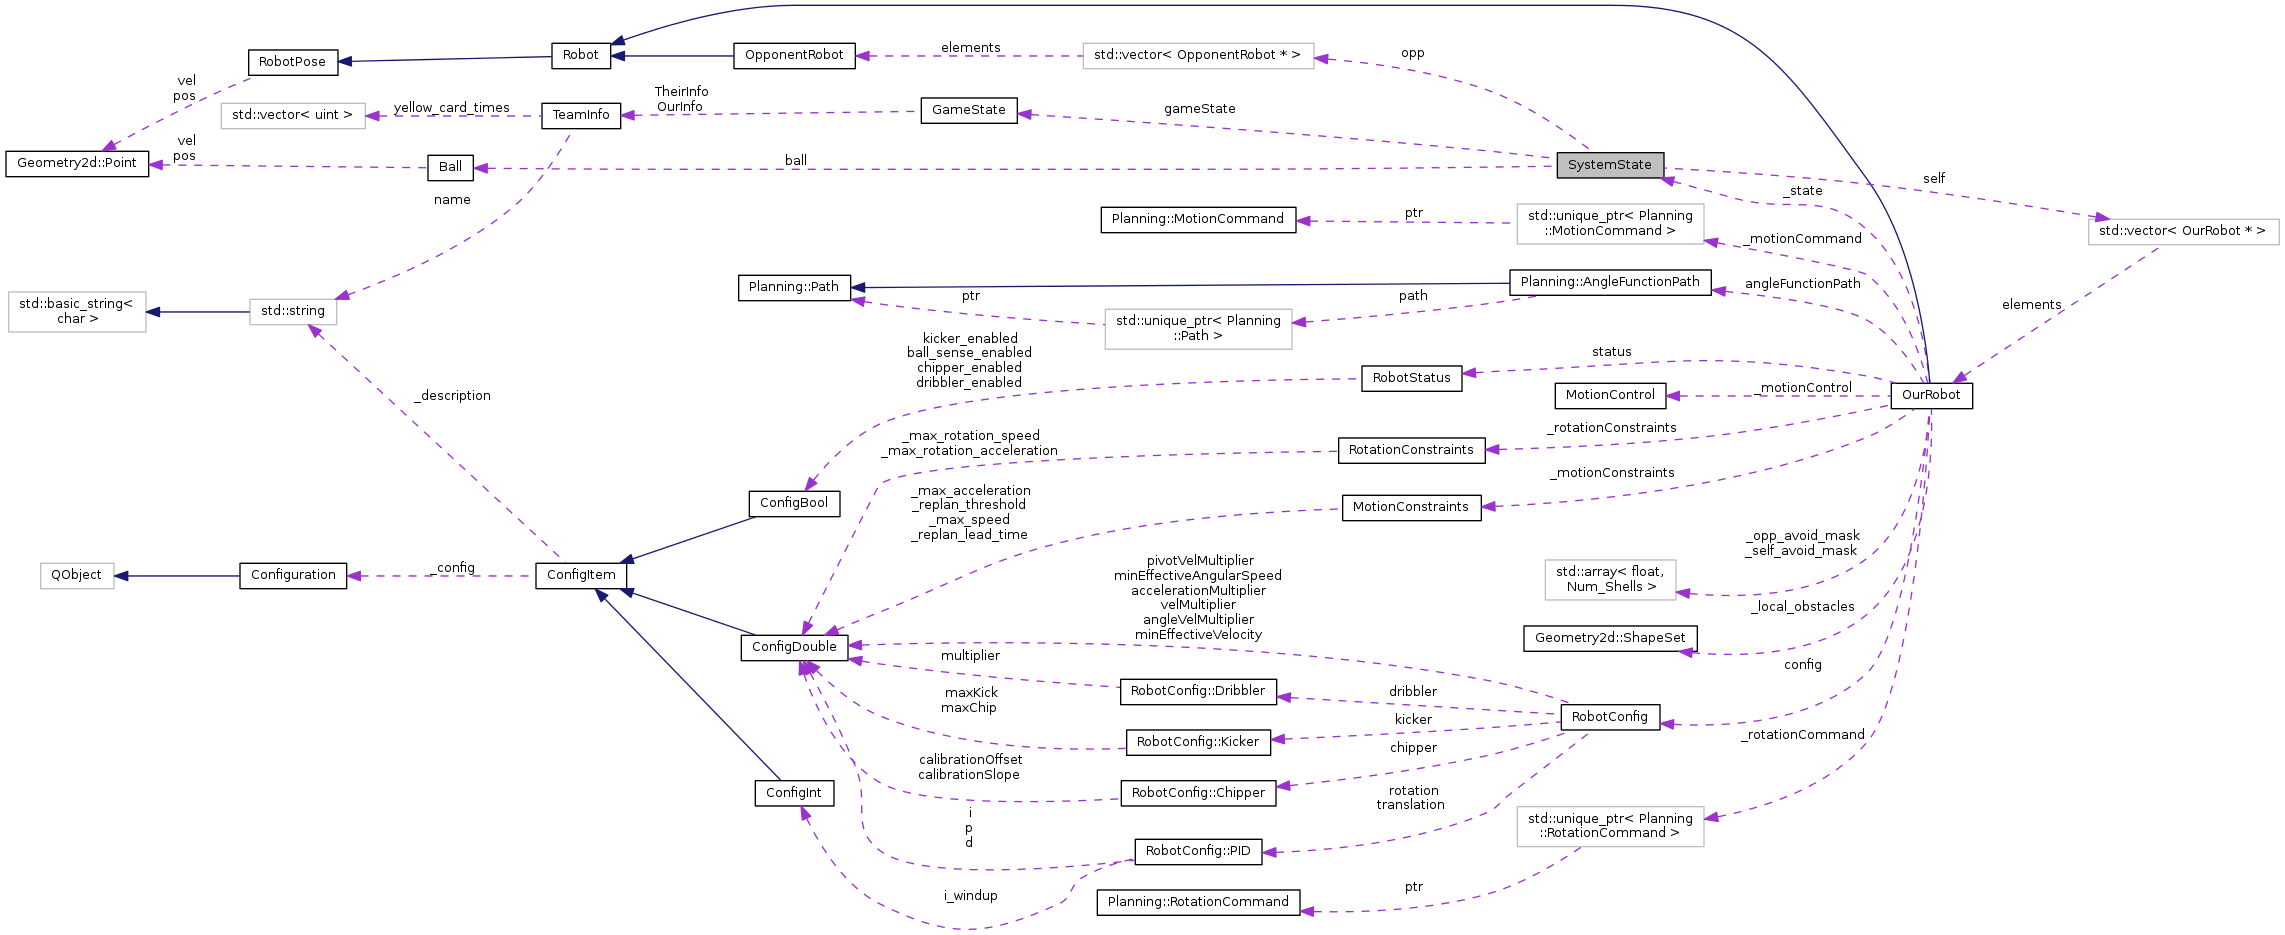 RobotPose
Robot
OpponentRobot
elements
std::vector< OpponentRobot * >
opp
vel
pos
std::vector< uint >
yellow_card_times
TeamInfo
TheirInfo
OurInfo
GameState
gameState
Geometry2d::Point
vel
pos
Ball
ball
SystemState
self
_state
name
Planning::MotionCommand
ptr
std::unique_ptr< Planning
::MotionCommand >
_motionCommand
std::vector< OurRobot * >
std::basic_string<
char >
std::string
Planning::Path
ptr
std::unique_ptr< Planning
::Path >
path
Planning::AngleFunctionPath
angleFunctionPath
elements
kicker_enabled
ball_sense_enabled
chipper_enabled
dribbler_enabled
RobotStatus
status
_description
MotionControl
_motionControl
OurRobot
_max_rotation_speed
_max_rotation_acceleration
RotationConstraints
_rotationConstraints
ConfigBool
_max_acceleration
_replan_threshold
_max_speed
_replan_lead_time
MotionConstraints
_motionConstraints
QObject
Configuration
_config
ConfigItem
pivotVelMultiplier
minEffectiveAngularSpeed
accelerationMultiplier
velMultiplier
angleVelMultiplier
minEffectiveVelocity
std::array< float,
Num_Shells >
_opp_avoid_mask
_self_avoid_mask
Geometry2d::ShapeSet
_local_obstacles
ConfigDouble
multiplier
RobotConfig::Dribbler
dribbler
config
maxKick
maxChip
RobotConfig::Kicker
kicker
RobotConfig
chipper
_rotationCommand
calibrationOffset
calibrationSlope
RobotConfig::Chipper
ConfigInt
rotation
translation
i
p
d
RobotConfig::PID
std::unique_ptr< Planning
::RotationCommand >
i_windup
Planning::RotationCommand
ptr